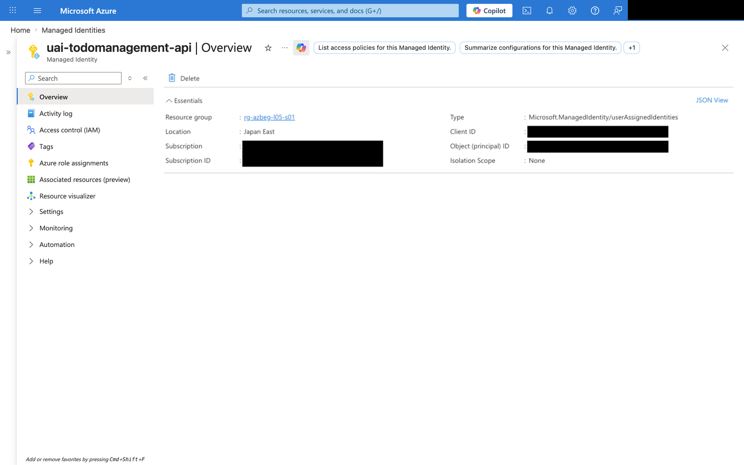 Microsoft Azure
Search resources, services, and docs (G+/)
Copilot
Home > Managed Identities
uai-todomanagement-api | Overview
Managed Identity
List access policies for this Managed Identity.
Summarize configurations for this Managed Identity.
+1
Search
Overview
Activity log
Access control (IAM)
Tags
Azure role assignments
Associated resources (preview)
Resource visualizer
Settings
Monitoring
Automation
Help
Delete
Essentials
JSON View
Resource group : rg-azbeg-l05-s01
Location : Japan East
Subscription :
Subscription ID :
Type : Microsoft.ManagedIdentity/userAssignedIdentities
Client ID :
Object (principal) ID :
Isolation Scope : None
Add or remove favorites by pressing Cmd+Shift+F